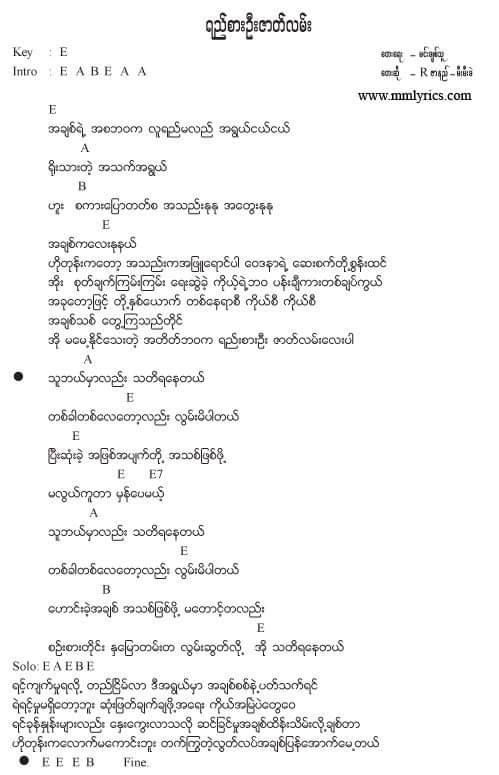 ရည်စားဦးဇာတ်လမ်း
Key : E
တေးရေး – မင်းချစ်သူ
Intro : E A B E A A
တေးဆို – R ဇာနည် – မီးမီးခဲ
www.mmlyrics.com
E
အချစ်ရဲ့ အစဘဝက လူရည်မလည် အရွယ်ငယ်ငယ်
A
ရိုးသားတဲ့ အသက်အရွယ်
B
ဟူး စကားပြောတတ်စ အသည်းနုနု အတွေးနုနု
E
အချစ်ကလေးနုနယ်
ဟိုတုန်းကတော့ အသည်းကအဖြူရောင်ပါ ဝေဒနာရဲ့ ဆေးစက်တို့စွန်းထင်
အိုး စုတ်ချက်ကြမ်းကြမ်း ရေးဆွဲခဲ့ ကိုယ့်ရဲ့ဘဝ ပန်းချီကားတစ်ချပ်ကွယ်
အခုတော့ဖြင့် တို့နှစ်ယောက် တစ်နေရာစီ ကိုယ်စီ ကိုယ်စီ
အချစ်သစ် တွေ့ကြသည်တိုင်
အို မမေ့နိုင်သေးတဲ့ အတိတ်ဘဝက ရည်းစားဦး ဇာတ်လမ်းလေးပါ
A
● သူဘယ်မှာလည်း သတိရနေတယ်
E
တစ်ခါတစ်လေတော့လည်း လွမ်းမိပါတယ်
E
ပြီးဆုံးခဲ့ အဖြစ်အပျက်တို့ အသစ်ဖြစ်ဖို့
E E7
မလွယ်ကူတာ မှန်ပေမယ့်
A
သူဘယ်မှာလည်း သတိရနေတယ်
E
တစ်ခါတစ်လေတော့လည်း လွမ်းမိပါတယ်
B
ဟောင်းခဲ့အချစ် အသစ်ဖြစ်ဖို့ မတောင့်တလည်း
E
စဉ်းစားတိုင်း နှမြောတမ်းတ လွမ်းဆွတ်လို့ အို သတိရနေတယ်
Solo: E A E B E
ရင့်ကျက်မှုရလို့ တည်ငြိမ်လာ ဒီအရွယ်မှာ အချစ်စစ်နဲ့ပတ်သက်ရင်
ရဲရင့်မှုမရှိတော့ဘူး ဆုံးဖြတ်ချက်ချဖို့အရေး ကိုယ်အမြဲပဲတွေဝေ
ရင်ခုန်နှုန်းများလည်း နှေးကွေးလာသလို ဆင်ခြင်မှုအချစ်ထိန်းသိမ်းလို့ချစ်တာ
ဟိုတုန်းကလောက်မကောင်းဘူး တက်ကြွတဲ့လွတ်လပ်အချစ်ပြန်အောက်မေ့တယ်
● E E E B Fine.